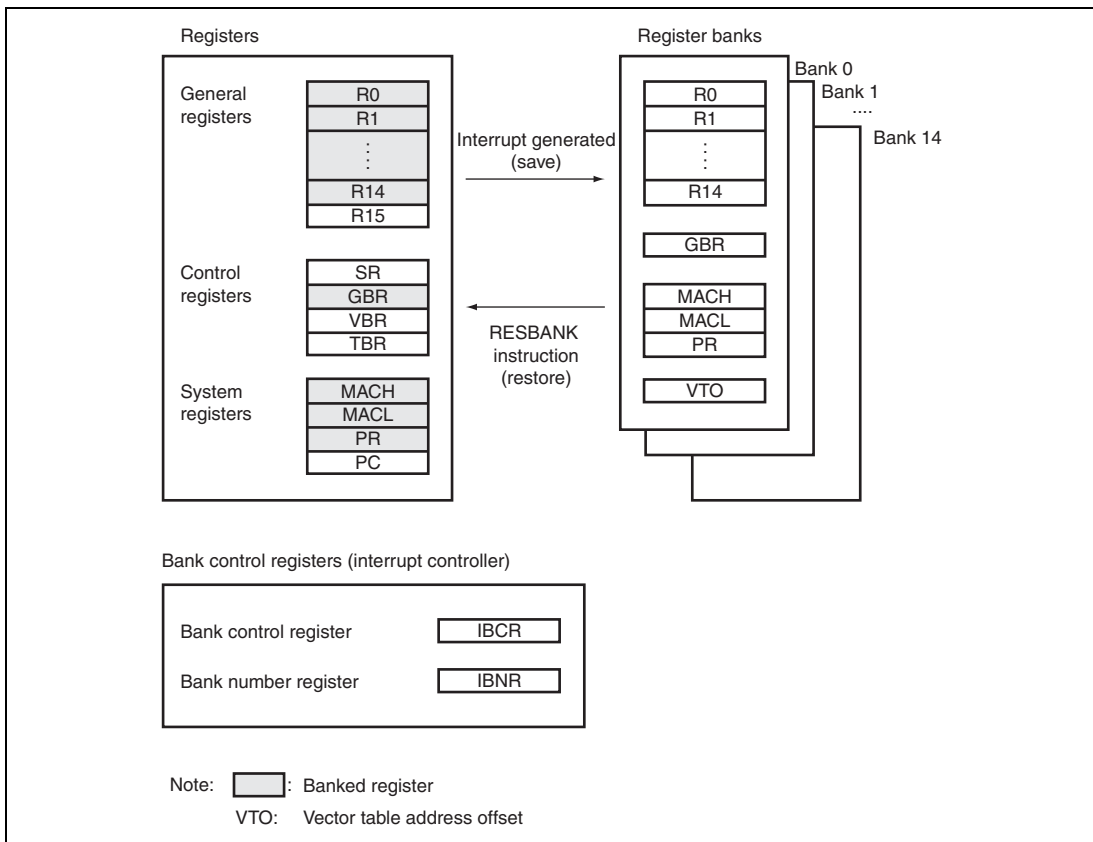 Registers
General
registers
R0
R1
R14
R15
Control
registers
SR
GBR
VBR
TBR
System
registers
MACH
MACL
PR
PC
Interrupt generated
(save)
RESBANK
instruction
(restore)
Register banks
Bank 0
Bank 1
....
Bank 14
R0
R1
R14
GBR
MACH
MACL
PR
VTO
Bank control registers (interrupt controller)
Bank control register IBCR
Bank number register IBNR
Note: : Banked register
VTO: Vector table address offset